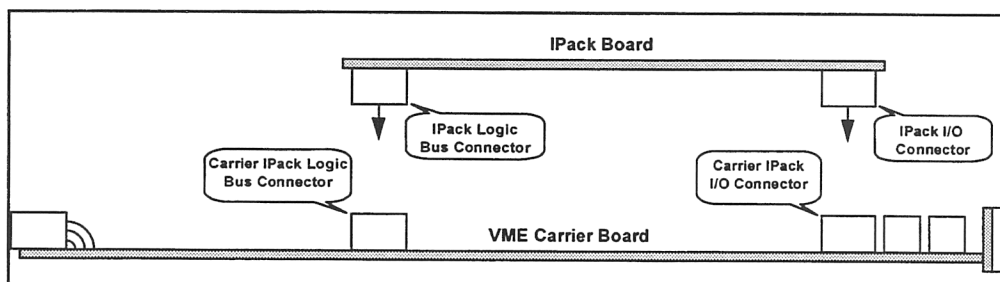 IPack Board
IPack Logic
Bus Connector
IPack I/O
Connector
Carrier IPack Logic
Bus Connector
Carrier IPack
I/O Connector
VME Carrier Board